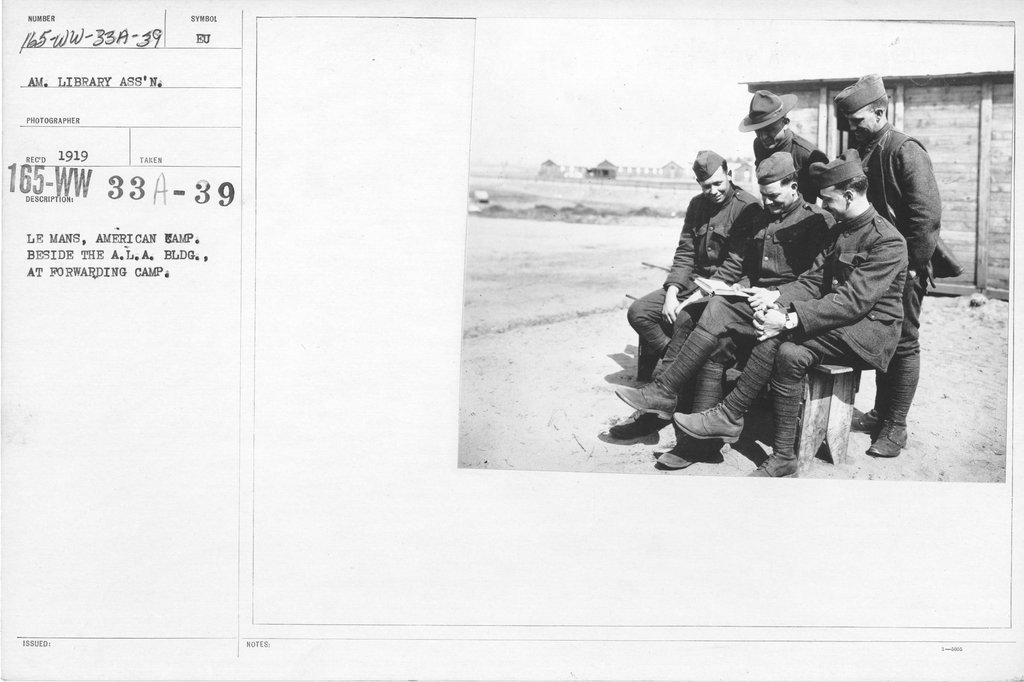 NUMBER
165-WW-33A-39
SYMBOL
EU
AM. LIBRARY ASS'N.
PHOTOGRAPHER
REC'D 1919
TAKEN
165-WW 33A-39
DESCRIPTION:
LE MANS, AMERICAN CAMP.
BESIDE THE A.L.A. BLDG.,
AT FORWARDING CAMP.
ISSUED:
NOTES: